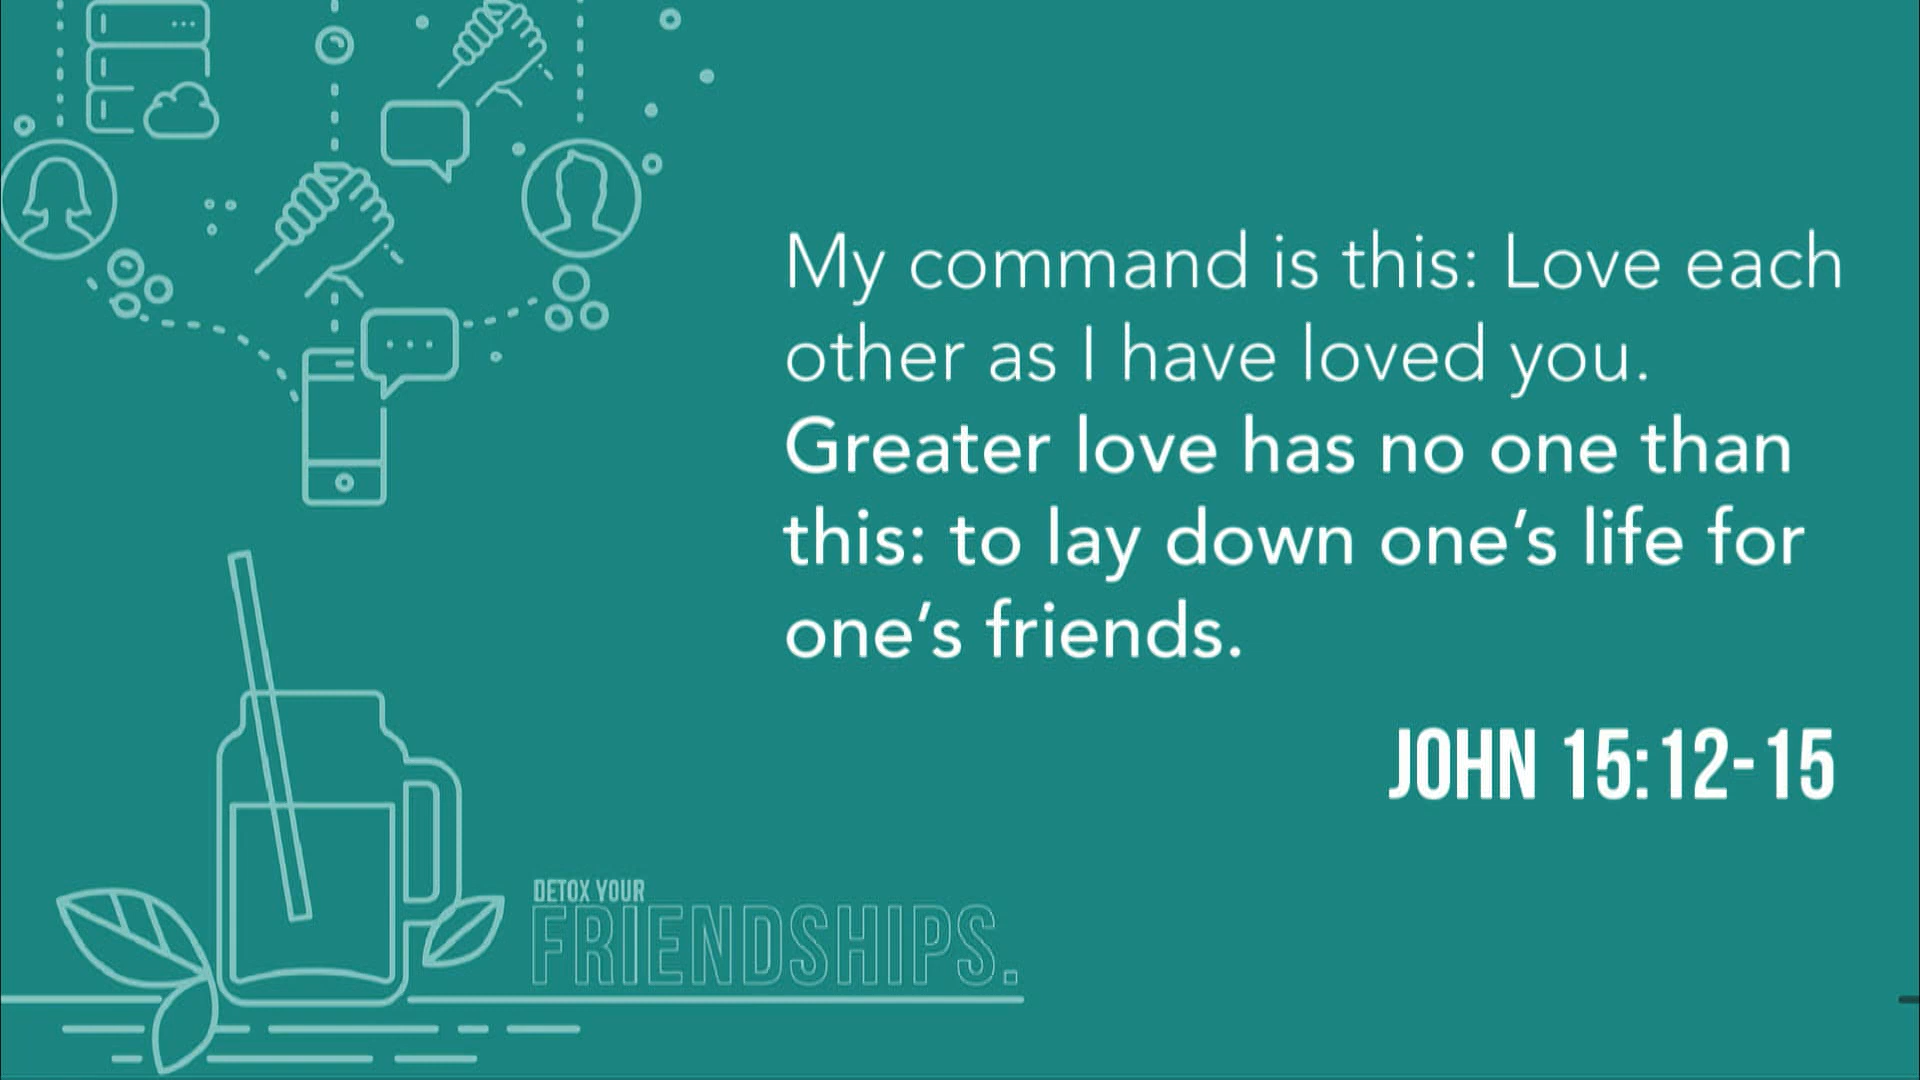 My command is this: Love each
other as I have loved you.
Greater love has no one than
this: to lay down one’s life for
one’s friends.
JOHN 15:12-15
DETOX YOUR
FRIENDSHIPS.